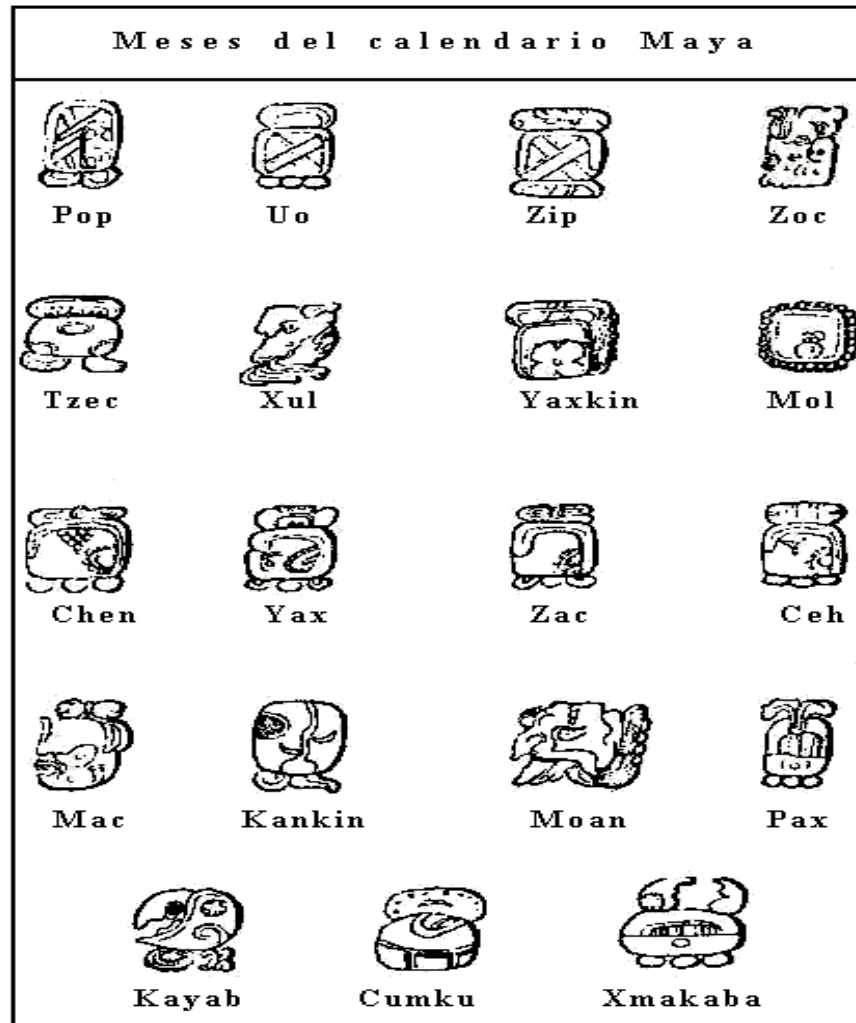 Meses del calendario Maya
Pop Uo Zip Zoc
Tzec Xul Yaxkin Mol
Chen Yax Zac Ceh
Mac Kankin Moan Pax
Kayab Cumku Xmakaba